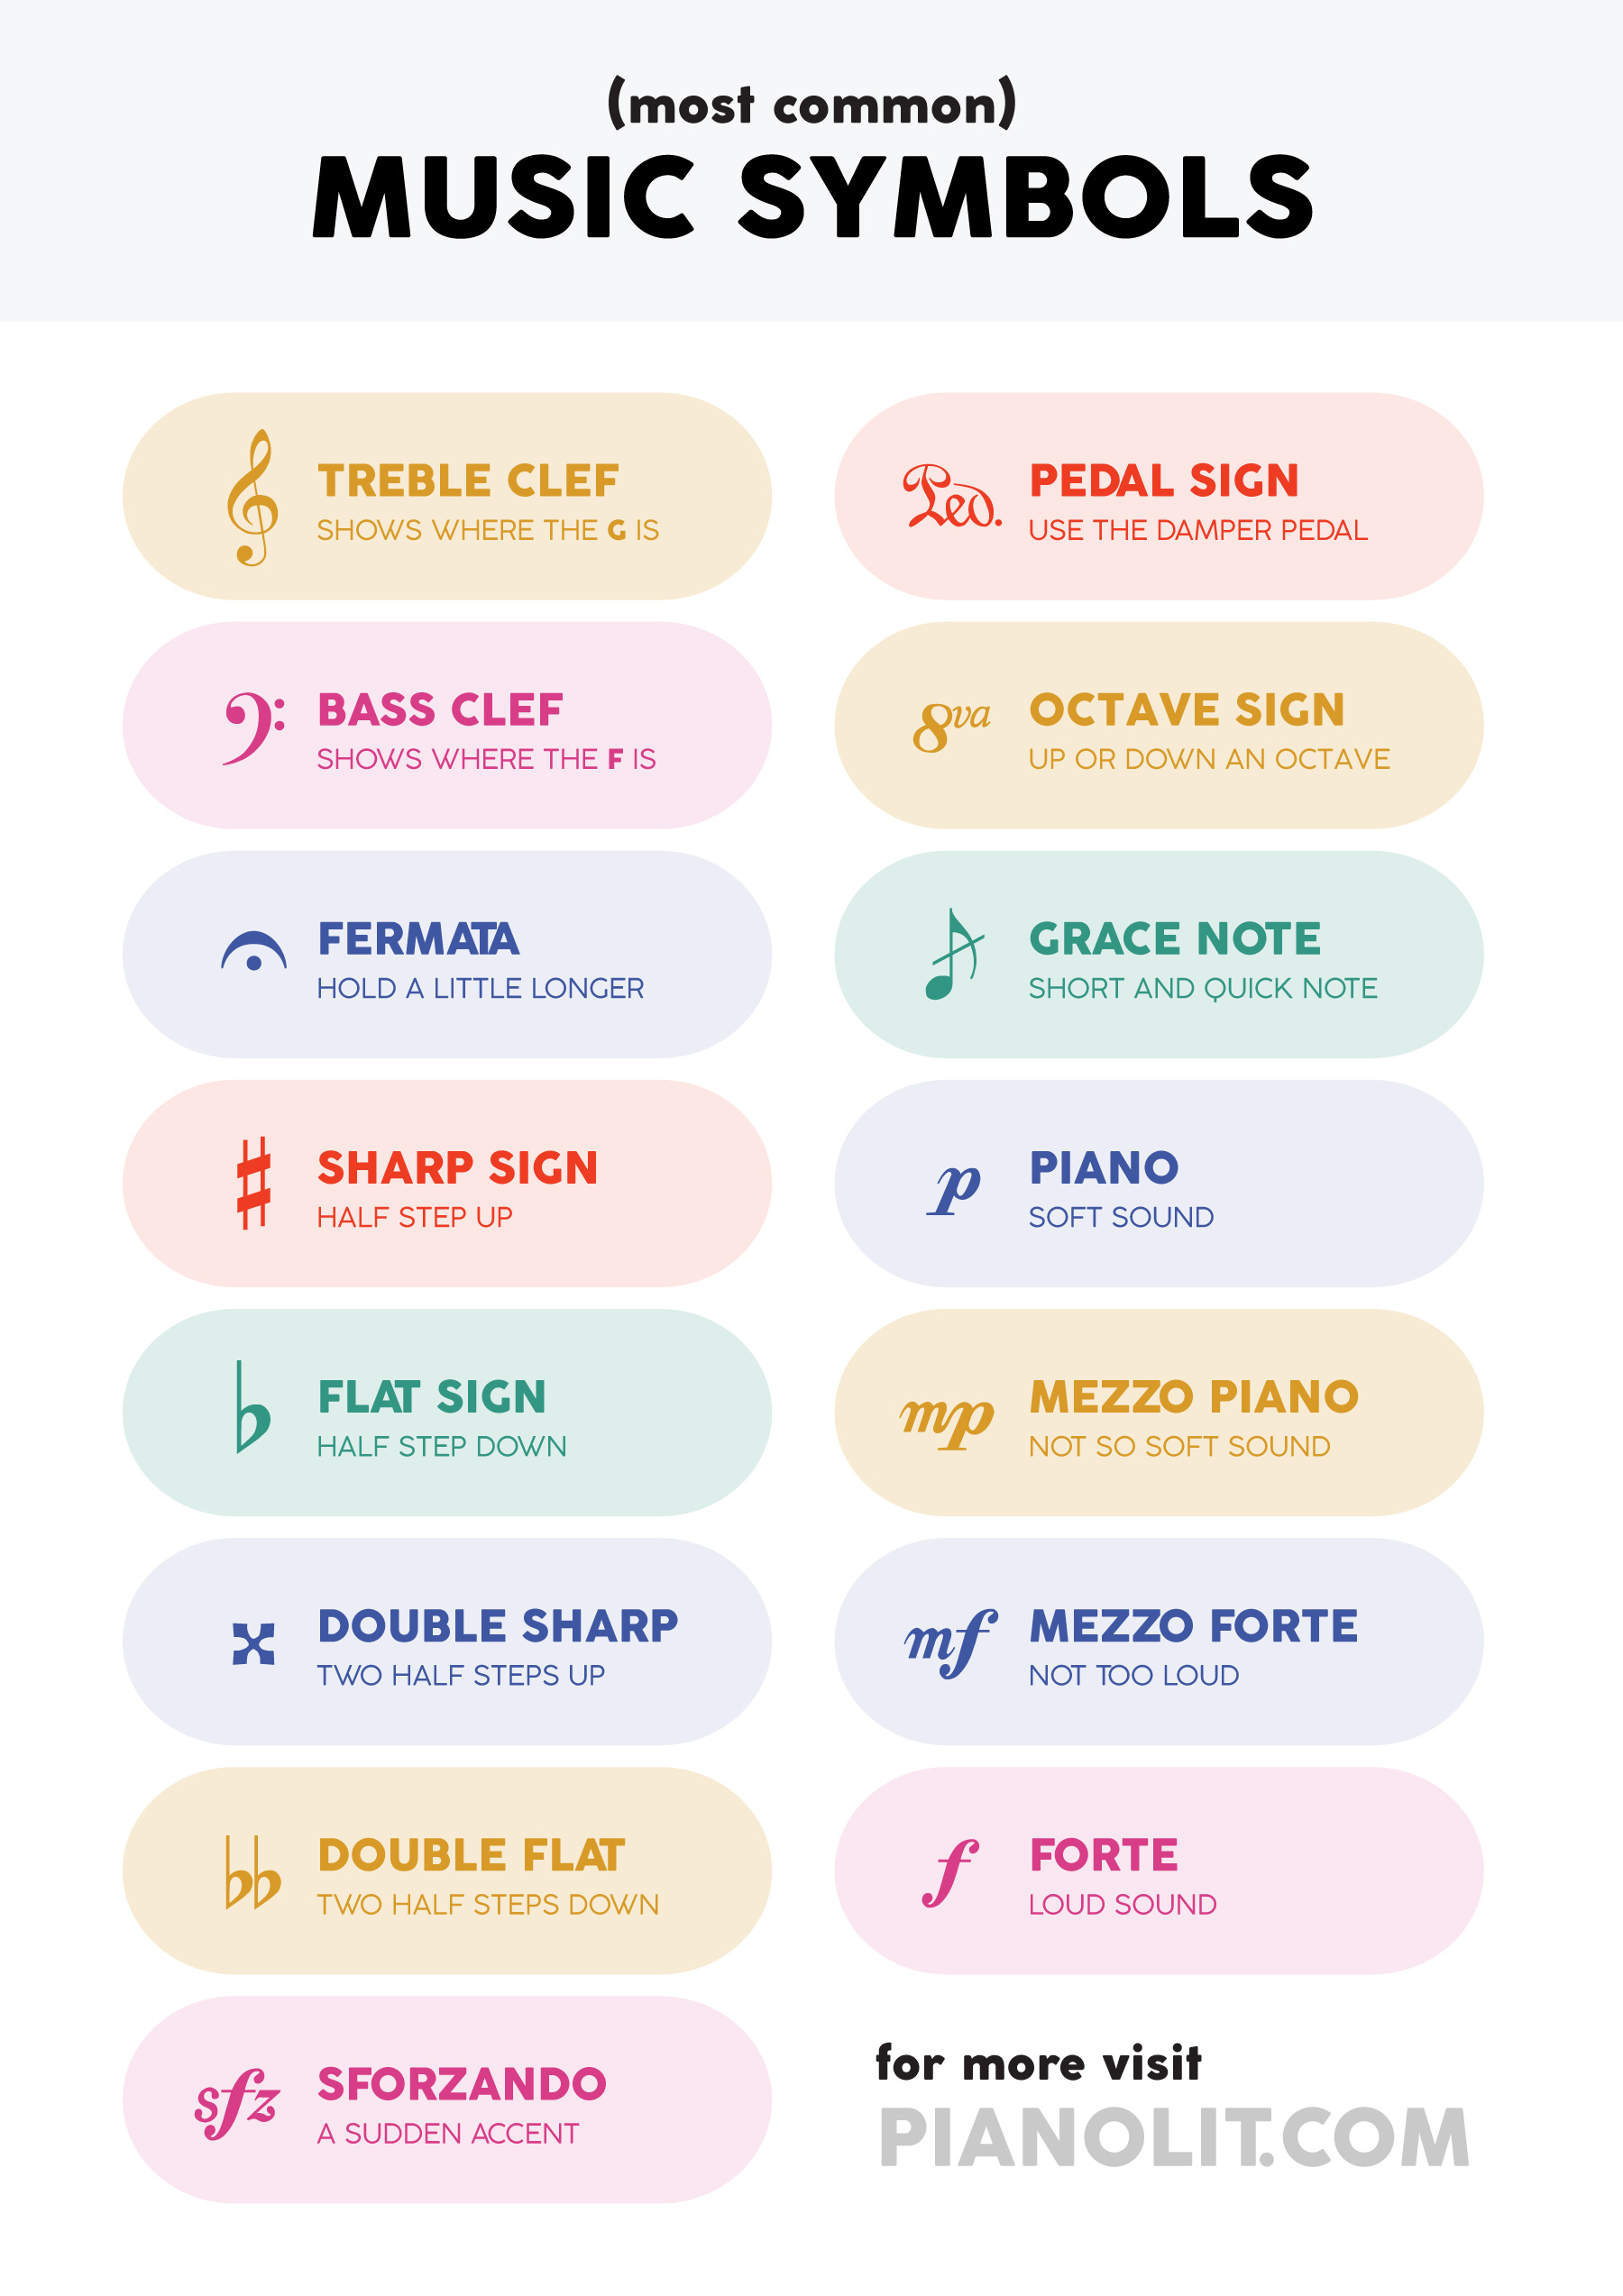 (most common)
MUSIC SYMBOLS
TREBLE CLEF
SHOWS WHERE THE G IS
BASS CLEF
SHOWS WHERE THE F IS
FERMATA
HOLD A LITTLE LONGER
SHARP SIGN
HALF STEP UP
FLAT SIGN
HALF STEP DOWN
DOUBLE SHARP
TWO HALF STEPS UP
DOUBLE FLAT
TWO HALF STEPS DOWN
sfz
SFORZANDO
A SUDDEN ACCENT
Ped.
PEDAL SIGN
USE THE DAMPER PEDAL
8va
OCTAVE SIGN
UP OR DOWN AN OCTAVE
GRACE NOTE
SHORT AND QUICK NOTE
p
PIANO
SOFT SOUND
mp
MEZZO PIANO
NOT SO SOFT SOUND
mf
MEZZO FORTE
NOT TOO LOUD
f
FORTE
LOUD SOUND
for more visit
PIANOLIT.COM